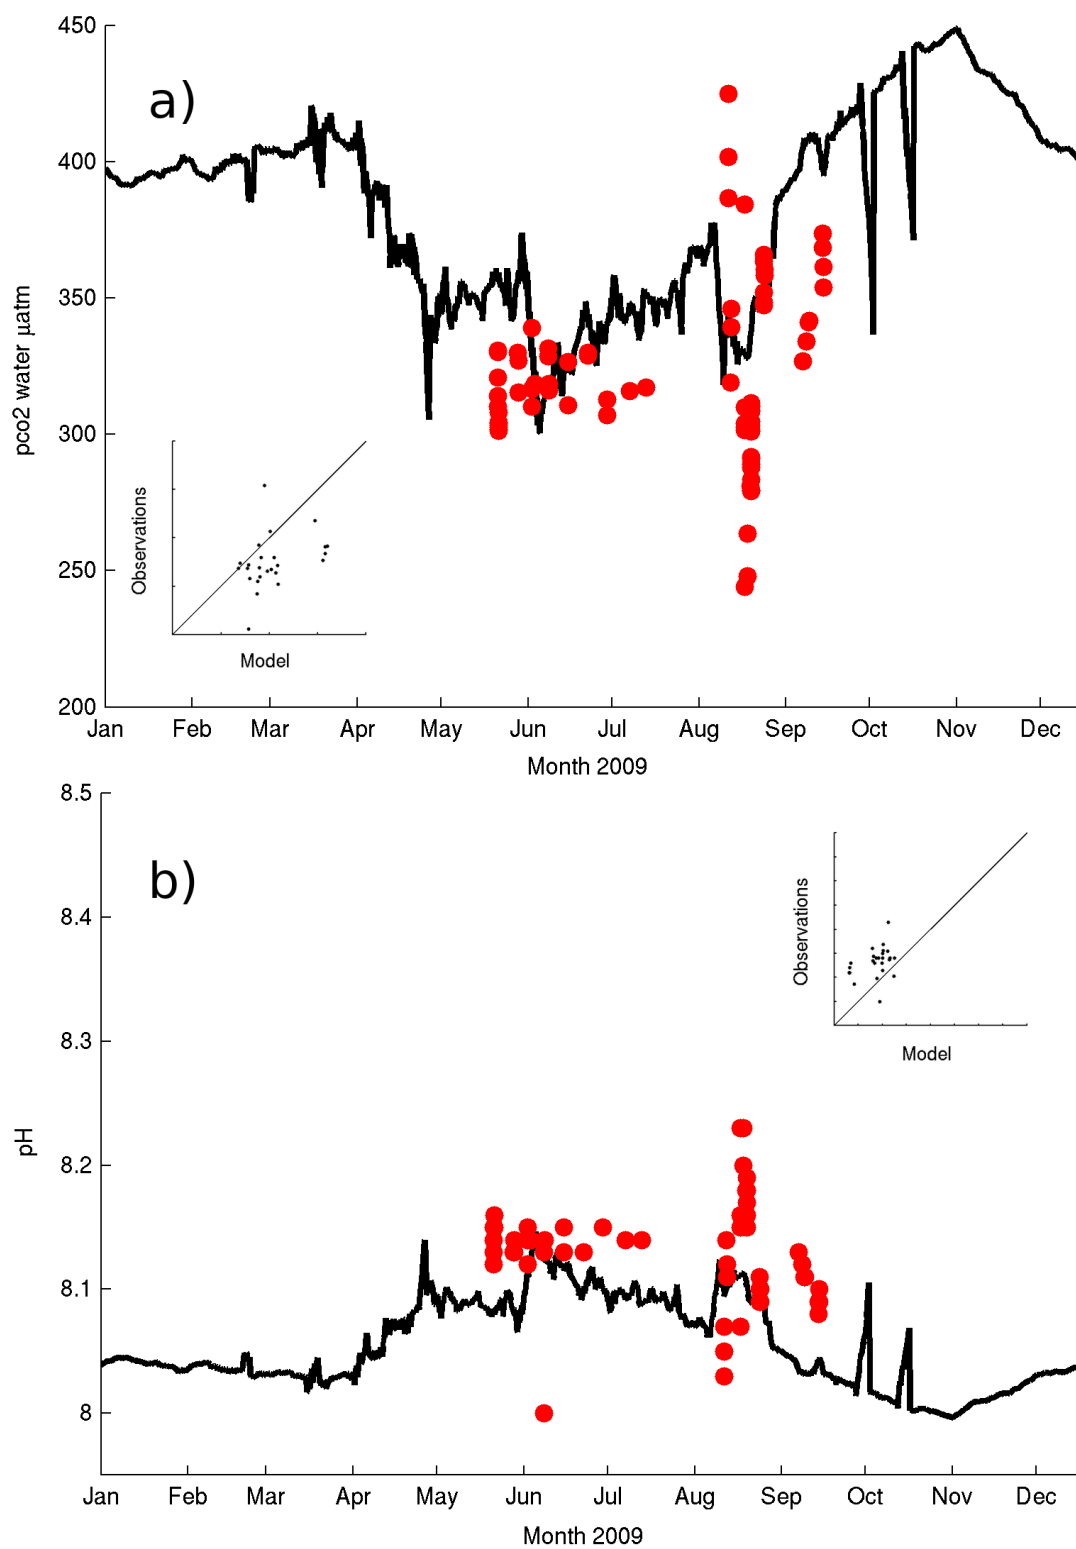 450
a)
400
350
pco2 water µatm
300
Observations
250
Model
200
Jan Feb Mar Apr May Jun Jul Aug Sep Oct Nov Dec
Month 2009
8.5
b)
8.4
Observations
8.3
Model
pH
8.2
8.1
8
Jan Feb Mar Apr May Jun Jul Aug Sep Oct Nov Dec
Month 2009